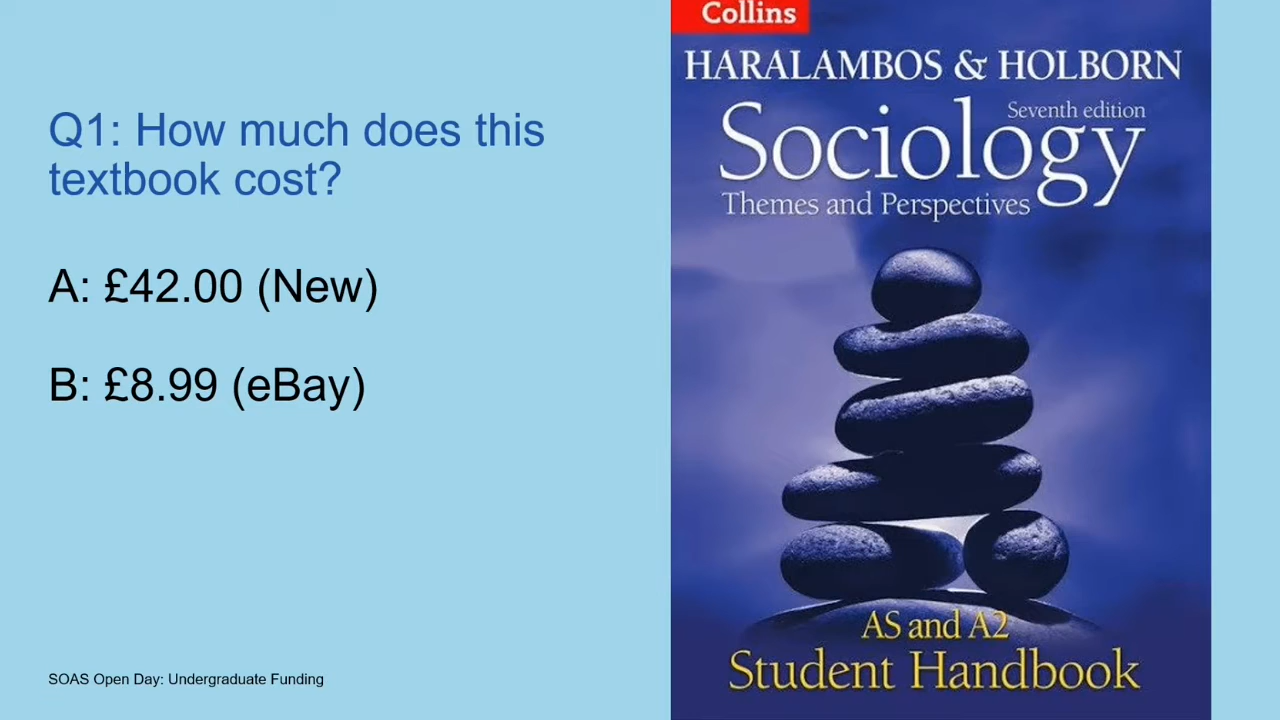 Q1: How much does this
textbook cost?
A: £42.00 (New)
B: £8.99 (eBay)
SOAS Open Day: Undergraduate Funding
Collins
HARALAMBOS & HOLBORN
Seventh edition
Sociology
Themes and Perspectives
AS and A2
Student Handbook